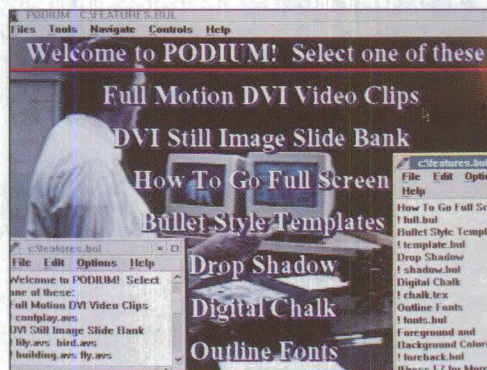 PODIUM - C:\FEATURES.BUL
Files Tools Navigate Controls Help
Welcome to PODIUM! Select one of these
Full Motion DVI Video Clips
DVI Still Image Slide Bank
How To Go Full Screen
Bullet Style Templates
Drop Shadow
Digital Chalk
Outline Fonts
c:\features.bul
File Edit Options Help
Welcome to PODIUM! Select
one of these:
Full Motion DVI Video Clips
! contplay.avs
DVI Still Image Slide Bank
! lily.avs bird.avs
! building.avs fly.avs
c:\features.bul
File Edit Optio
Help
How To Go Full Sc
! full.bul
Bullet Style Templ
! template.bul
Drop Shadow
! shadow.bul
Digital Chalk
! chalk.tex
Outline Fonts
! fonts.bul
Foreground and
Background Colors
! foreback.bul